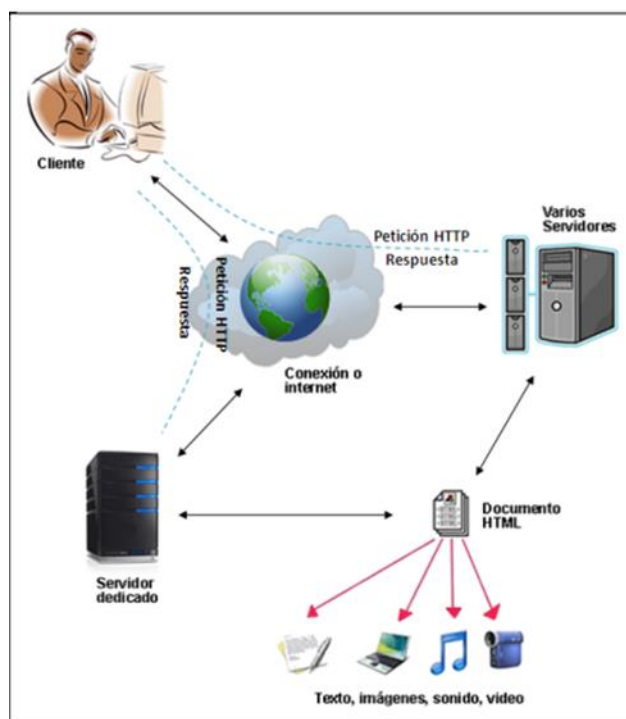 Cliente
Varios
Servidores
Petición HTTP
Respuesta
Petición HTTP
Respuesta
Conexión o
internet
Documento
HTML
Servidor
dedicado
Texto, imágenes, sonido, video